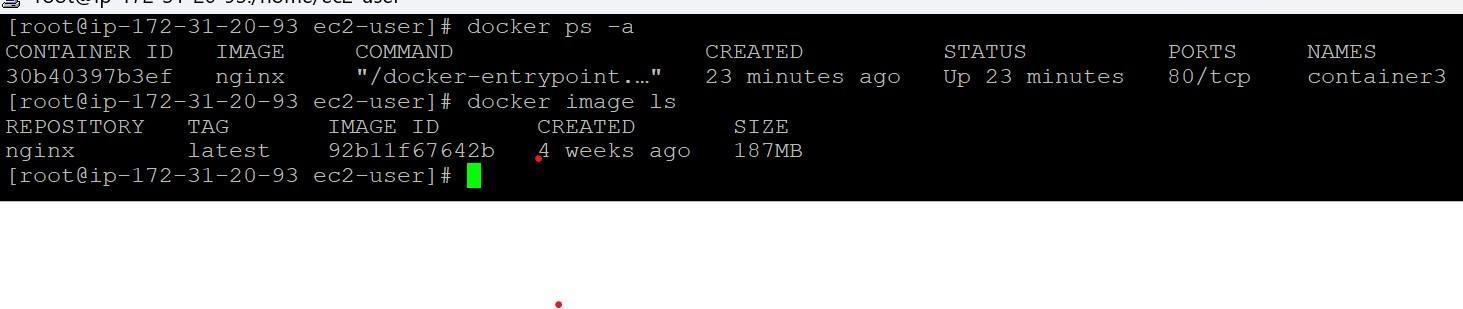 [root@ip-172-31-20-93 ec2-user]# docker ps -a
CONTAINER ID   IMAGE     COMMAND                  CREATED          STATUS          PORTS     NAMES
30b40397b3ef   nginx     "/docker-entrypoint.…"   23 minutes ago   Up 23 minutes   80/tcp    container3
[root@ip-172-31-20-93 ec2-user]# docker image ls
REPOSITORY   TAG       IMAGE ID       CREATED       SIZE
nginx        latest    92b11f67642b   4 weeks ago   187MB
[root@ip-172-31-20-93 ec2-user]#